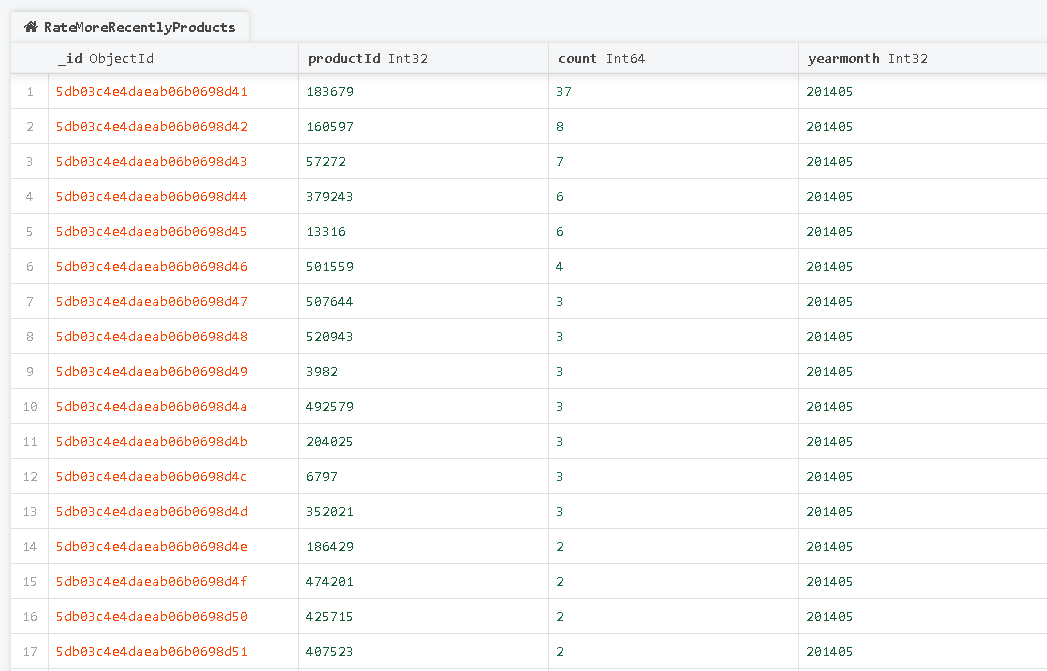 RateMoreRecentlyProducts
_id ObjectId productId Int32 count Int64 yearmonth Int32
1 5db03c4e4daeab06b0698d41 183679 37 201405
2 5db03c4e4daeab06b0698d42 160597 8 201405
3 5db03c4e4daeab06b0698d43 57272 7 201405
4 5db03c4e4daeab06b0698d44 379243 6 201405
5 5db03c4e4daeab06b0698d45 13316 6 201405
6 5db03c4e4daeab06b0698d46 501559 4 201405
7 5db03c4e4daeab06b0698d47 507644 3 201405
8 5db03c4e4daeab06b0698d48 520943 3 201405
9 5db03c4e4daeab06b0698d49 3982 3 201405
10 5db03c4e4daeab06b0698d4a 492579 3 201405
11 5db03c4e4daeab06b0698d4b 204025 3 201405
12 5db03c4e4daeab06b0698d4c 6797 3 201405
13 5db03c4e4daeab06b0698d4d 352021 3 201405
14 5db03c4e4daeab06b0698d4e 186429 2 201405
15 5db03c4e4daeab06b0698d4f 474201 2 201405
16 5db03c4e4daeab06b0698d50 425715 2 201405
17 5db03c4e4daeab06b0698d51 407523 2 201405